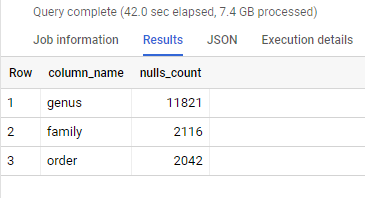 Query complete (42.0 sec elapsed, 7.4 GB processed)
Job information Results JSON Execution details
Row column_name nulls_count
1 genus 11821
2 family 2116
3 order 2042